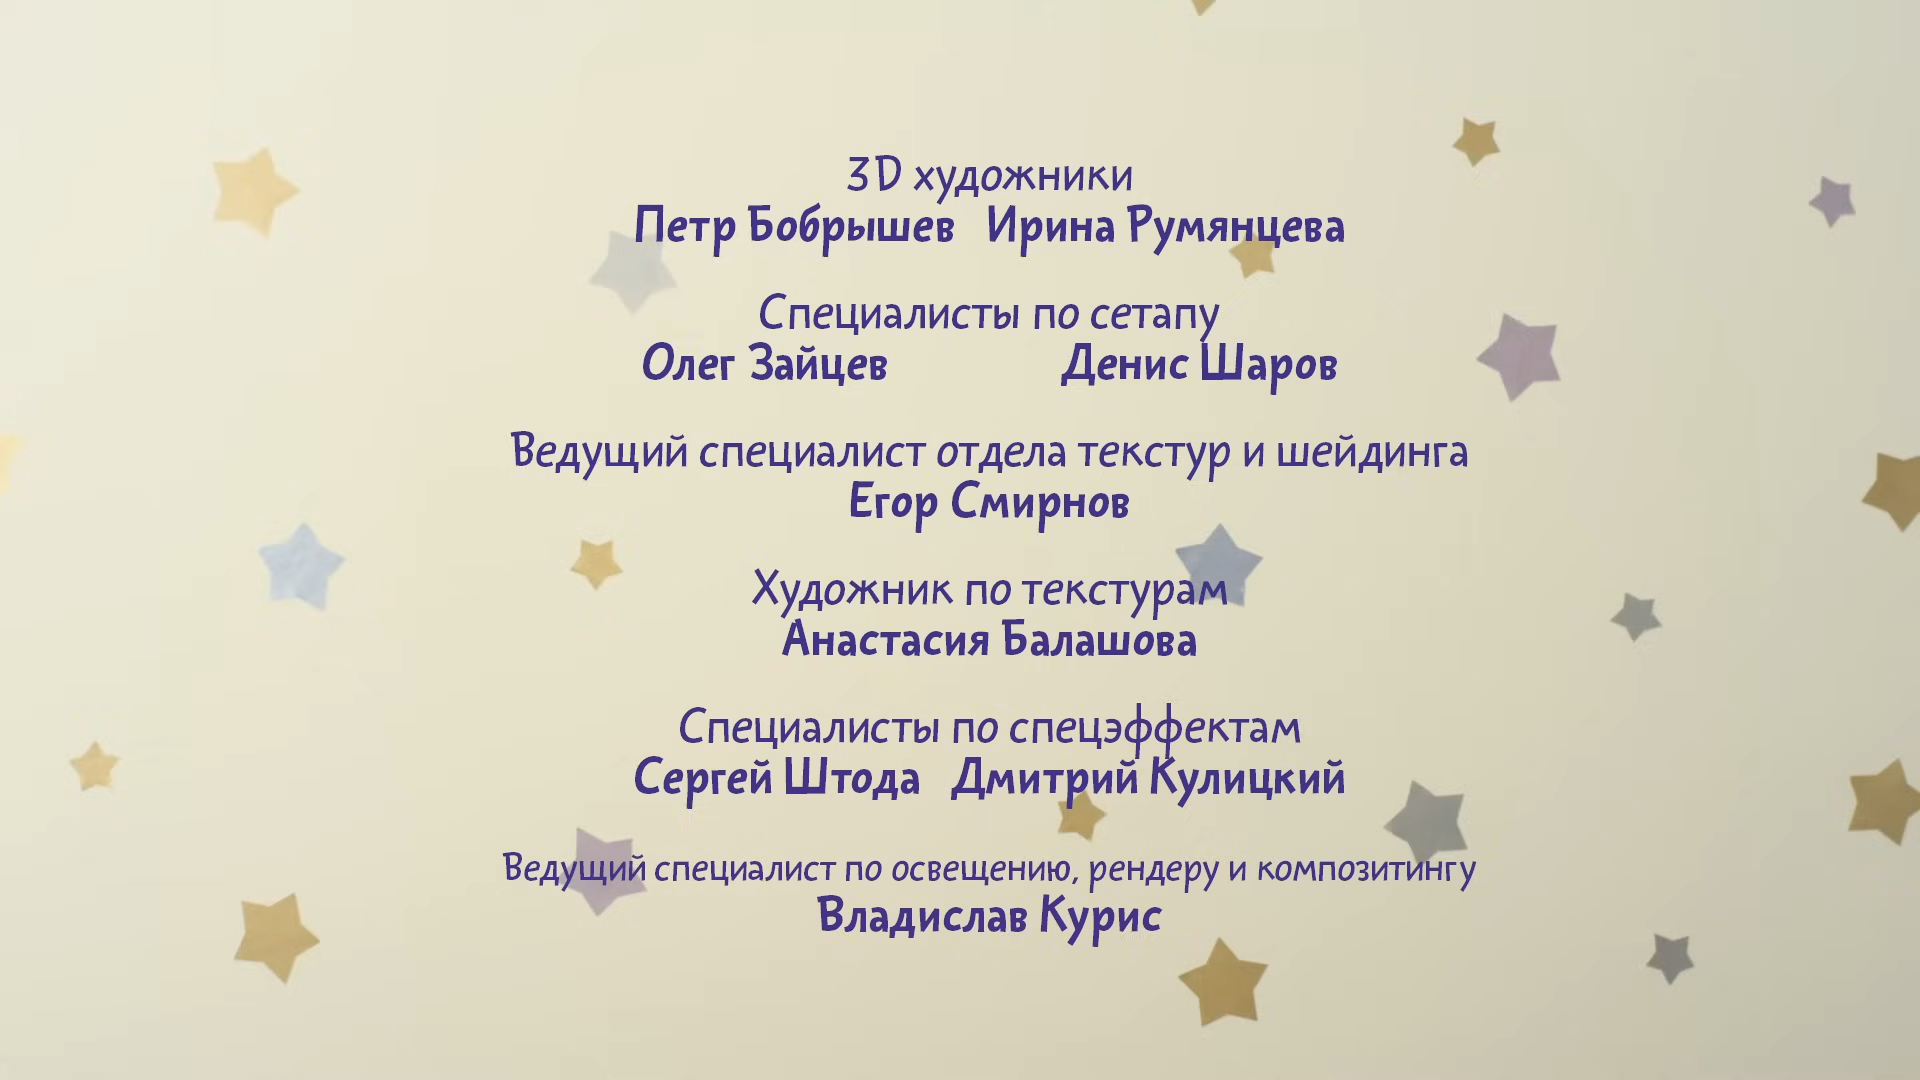 3D художники
Петр Бобрышев Ирина Румянцева
Специалисты по сетапу
Олег Зайцев Денис Шаров
Ведущий специалист отдела текстур и шейдинга
Егор Смирнов
Художник по текстурам
Анастасия Балашова
Специалисты по спецэффектам
Сергей Штода Дмитрий Кулицкий
Ведущий специалист по освещению, рендеру и композитингу
Владислав Курис